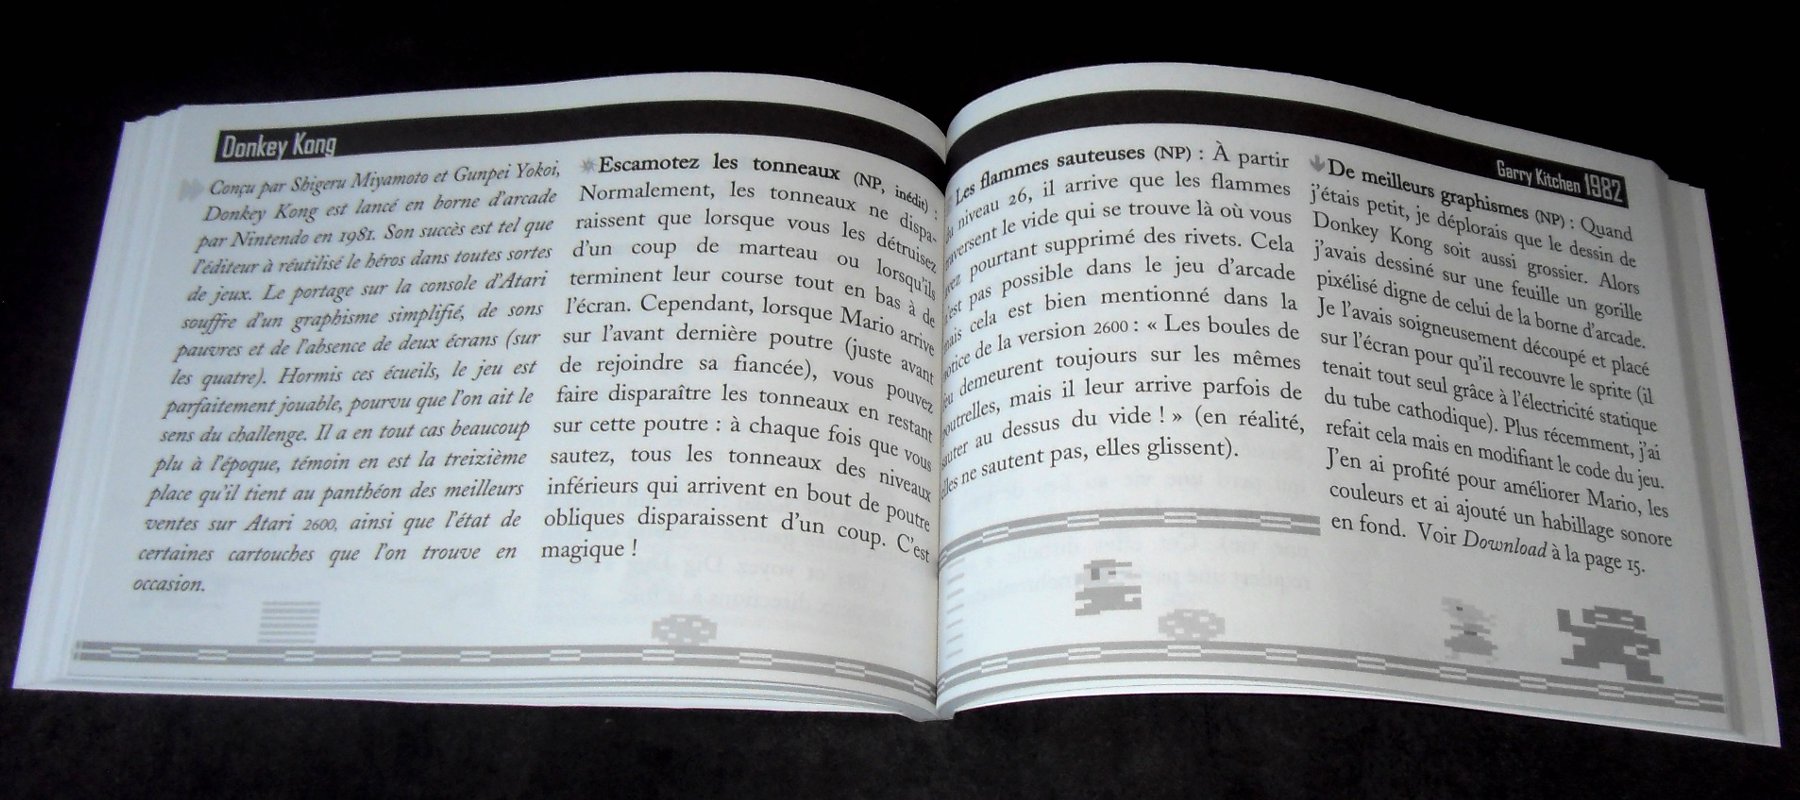 Donkey Kong
Conçu par Shigeru Miyamoto et Gunpei Yokoi,
Donkey Kong est lancé en borne d'arcade
par Nintendo en 1981. Son succès est tel que
l'éditeur à réutilisé le héros dans toutes sortes
de jeux. Le portage sur la console d'Atari
souffre d'un graphisme simplifié, de sons
pauvres et de l'absence de deux écrans (sur
les quatre). Hormis ces écueils, le jeu est
parfaitement jouable, pourvu que l'on ait le
sens du challenge. Il a en tout cas beaucoup
plu à l'époque, témoin en est la treizième
place qu'il tient au panthéon des meilleurs
ventes sur Atari 2600, ainsi que l'état de
certaines cartouches que l'on trouve en
occasion.
Escamotez les tonneaux (NP, inédit) :
Normalement, les tonneaux ne dispa-
raissent que lorsque vous les détruisez
d'un coup de marteau ou lorsqu'ils
terminent leur course tout en bas à de
l'écran. Cependant, lorsque Mario arrive
sur l'avant dernière poutre (juste avant
de rejoindre sa fiancée), vous pouvez
faire disparaître les tonneaux en restant
sur cette poutre : à chaque fois que vous
sautez, tous les tonneaux des niveaux
inférieurs qui arrivent en bout de poutre
obliques disparaissent d'un coup. C'est
magique !
Garry Kitchen 1982
Les flammes sauteuses (NP) : À partir
du niveau 26, il arrive que les flammes
traversent le vide qui se trouve là où vous
avez pourtant supprimé des rivets. Cela
n'est pas possible dans le jeu d'arcade
mais cela est bien mentionné dans la
notice de la version 2600 : « Les boules de
feu demeurent toujours sur les mêmes
poutrelles, mais il leur arrive parfois de
sauter au dessus du vide ! » (en réalité,
elles ne sautent pas, elles glissent).
De meilleurs graphismes (NP) : Quand
j'étais petit, je déplorais que le dessin de
Donkey Kong soit aussi grossier. Alors
j'avais dessiné sur une feuille un gorille
pixélisé digne de celui de la borne d'arcade.
Je l'avais soigneusement découpé et placé
sur l'écran pour qu'il recouvre le sprite (il
tenait tout seul grâce à l'électricité statique
du tube cathodique). Plus récemment, j'ai
refait cela mais en modifiant le code du jeu.
J'en ai profité pour améliorer Mario, les
couleurs et ai ajouté un habillage sonore
en fond. Voir Download à la page 15.